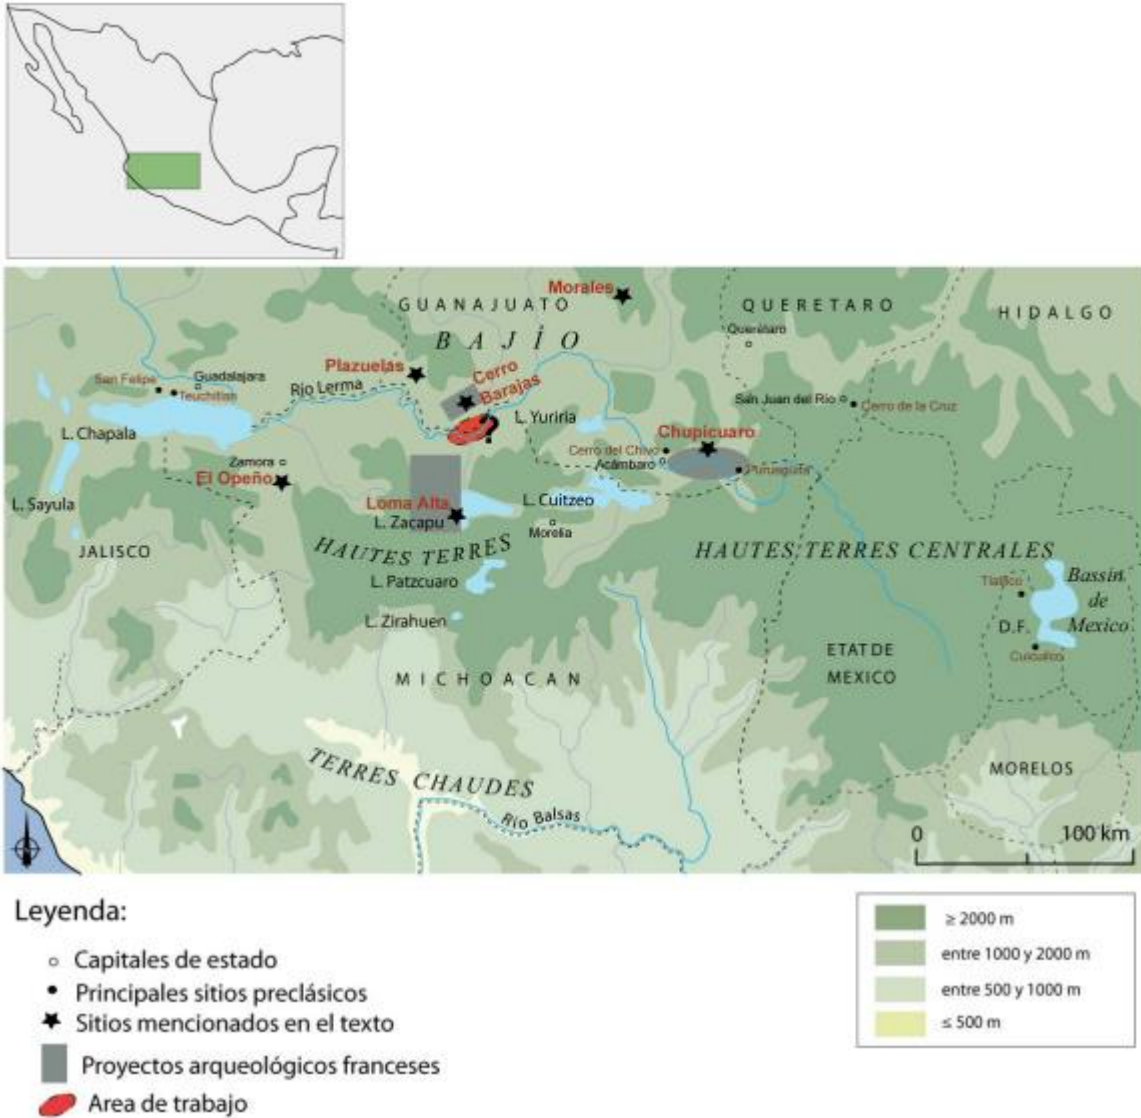 Morales
GUANAJUATO
QUERETARO
HIDALGO
BAJÍO
Querétaro
Plazuelas
Cerro
Barajas
San Felipe
Guadalajara
Teuchitlan
Río Lerma
L. Yuriria
San Juan del Río
Cerro de la Cruz
L. Chapala
Chupicuaro
Cerro del Chivo
Acámbaro
Zamora
El Opeño
L. Sayula
Loma Alta
L. Zacapu
L. Cuitzeo
Morelia
JALISCO
HAUTES TERRES
HAUTES TERRES CENTRALES
L. Patzcuaro
Tlatilco
Bassin
de
Mexico
L. Zirahuen
D.F.
ETAT DE
MEXICO
Cuicuilco
MICHOACAN
TERRES CHAUDES
MORELOS
Río Balsas
0 100 km
Leyenda:
Capitales de estado
Principales sitios preclásicos
Sitios mencionados en el texto
Proyectos arqueológicos franceses
Area de trabajo
≥ 2000 m
entre 1000 y 2000 m
entre 500 y 1000 m
≤ 500 m